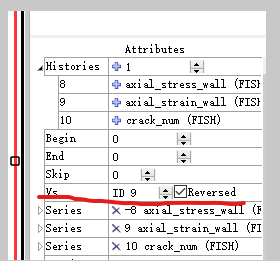 Attributes
Histories 1
8 axial_stress_wall (FISH
9 axial_strain_wall (FISH
10 crack_num (FISH)
Begin 0
End 0
Skip 0
Vs ID 9 Reversed
Series -8 axial_stress_wall (F
Series 9 axial_strain_wall (FI
Series 10 crack_num (FISH)